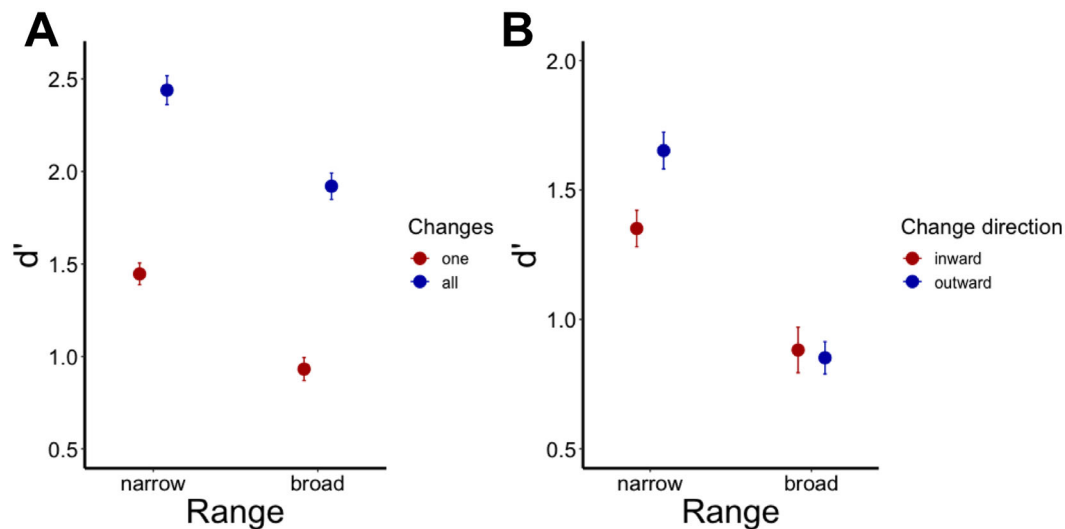 A
B
2.5
2.0
1.5
1.0
0.5
d'
narrow
broad
Range
Changes
one
all
2.0
1.5
1.0
0.5
d'
narrow
broad
Range
Change direction
inward
outward